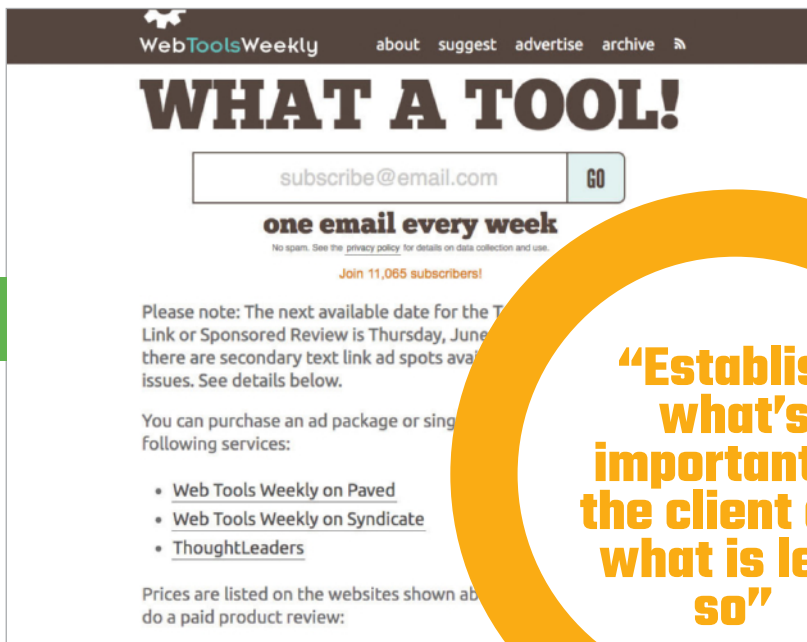 WebToolsWeekly about suggest advertise archive
WHAT A TOOL!
subscribe@email.com GO
one email every week
No spam. See the privacy policy for details on data collection and use.
Join 11,065 subscribers!
Please note: The next available date for the
Link or Sponsored Review is Thursday, June
there are secondary text link ad spots
issues. See details below.
You can purchase an ad package or
following services:
• Web Tools Weekly on Paved
• Web Tools Weekly on Syndicate
• ThoughtLeaders
Prices are listed on the websites shown
do a paid product review:
“Establis
what’s
important
the client
what is le
so”